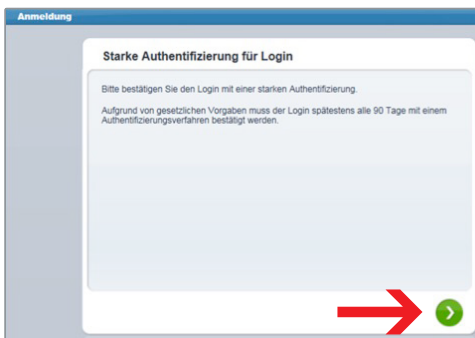 Anmeldung
Starke Authentifizierung für Login
Bitte bestätigen Sie den Login mit einer starken Authentifizierung.
Aufgrund von gesetzlichen Vorgaben muss der Login spätestens alle 90 Tage mit einem
Authentifizierungsverfahren bestätigt werden.